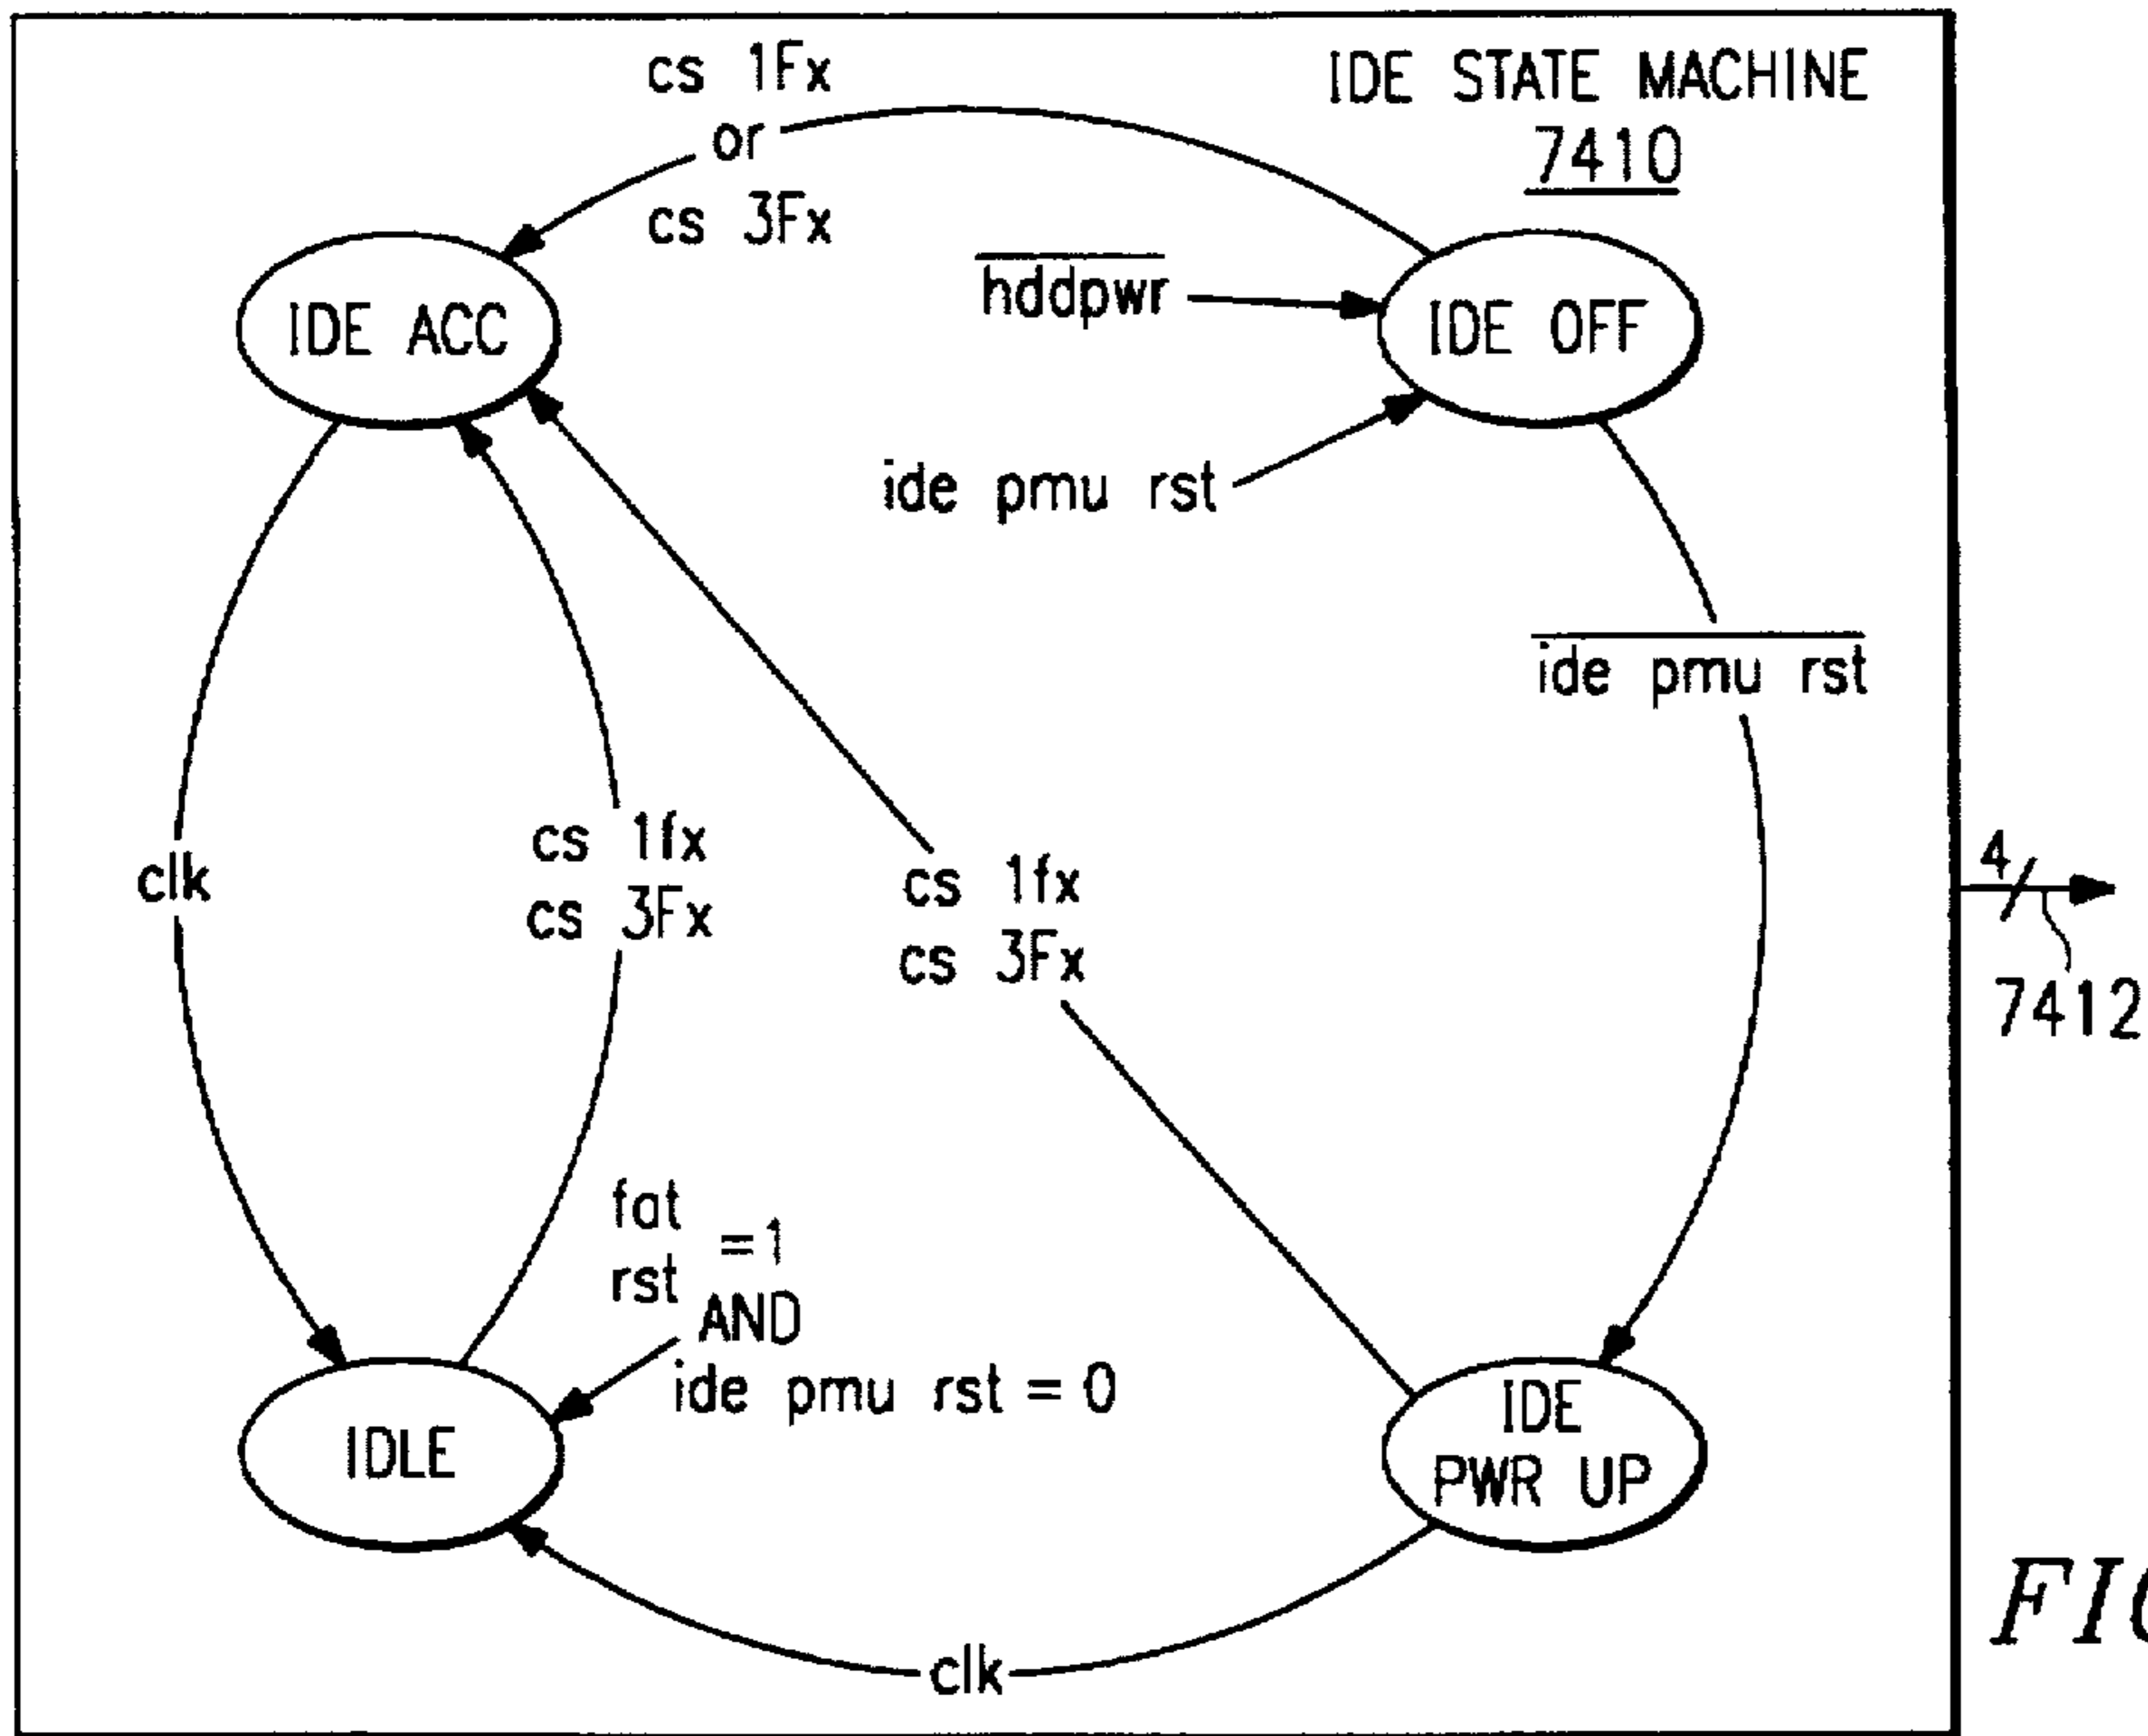 cs 1Fx
or
cs 3Fx
IDE STATE MACHINE
7410
IDE ACC
hddpwr
IDE OFF
ide pmu rst
ide pmu rst
clk
cs 1fx
cs 3Fx
cs 1fx
cs 3Fx
4
7412
fat
rst
=1
AND
ide pmu rst = 0
IDLE
IDE
PWR UP
clk